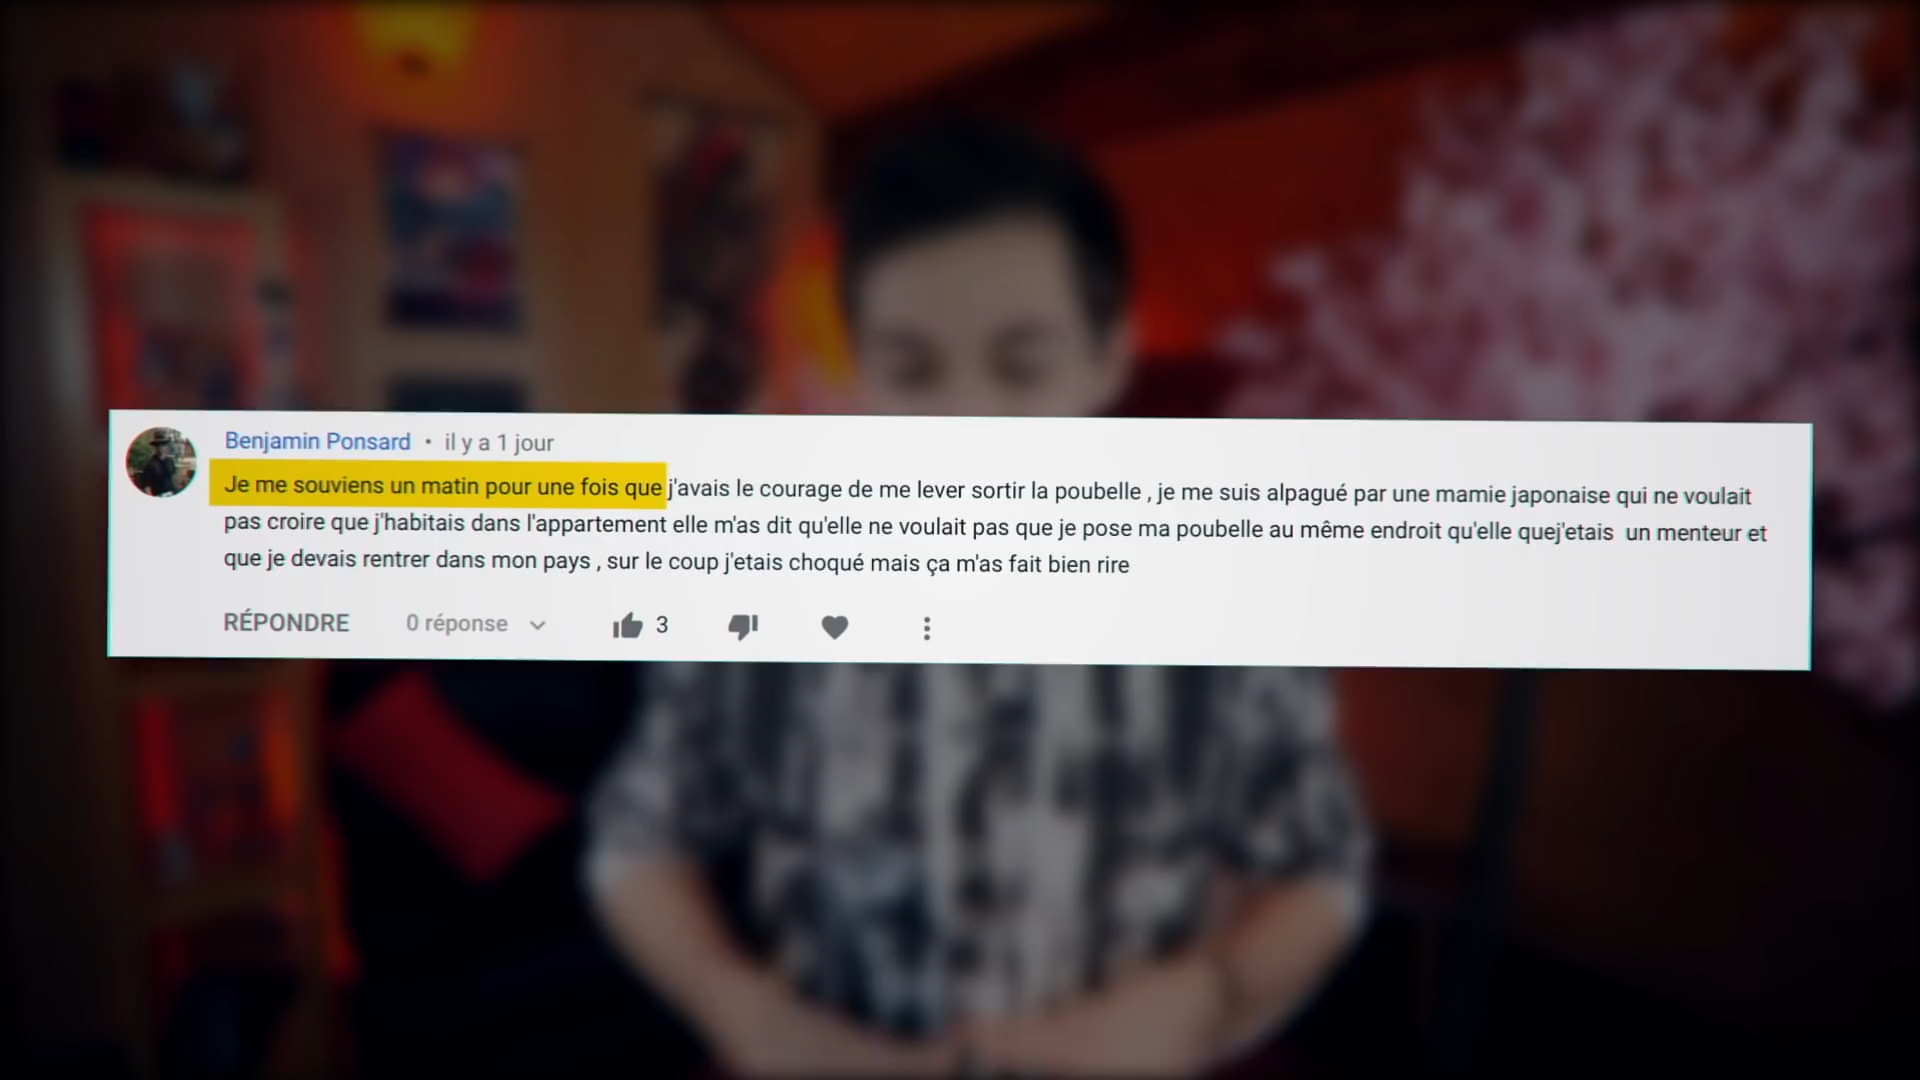 Benjamin Ponsard • il y a 1 jour
Je me souviens un matin pour une fois que j'avais le courage de me lever sortir la poubelle , je me suis alpagué par une mamie japonaise qui ne voulait
pas croire que j'habitais dans l'appartement elle m'as dit qu'elle ne voulait pas que je pose ma poubelle au même endroit qu'elle quej'etais  un menteur et
que je devais rentrer dans mon pays , sur le coup j'etais choqué mais ça m'as fait bien rire
RÉPONDRE 0 réponse 3